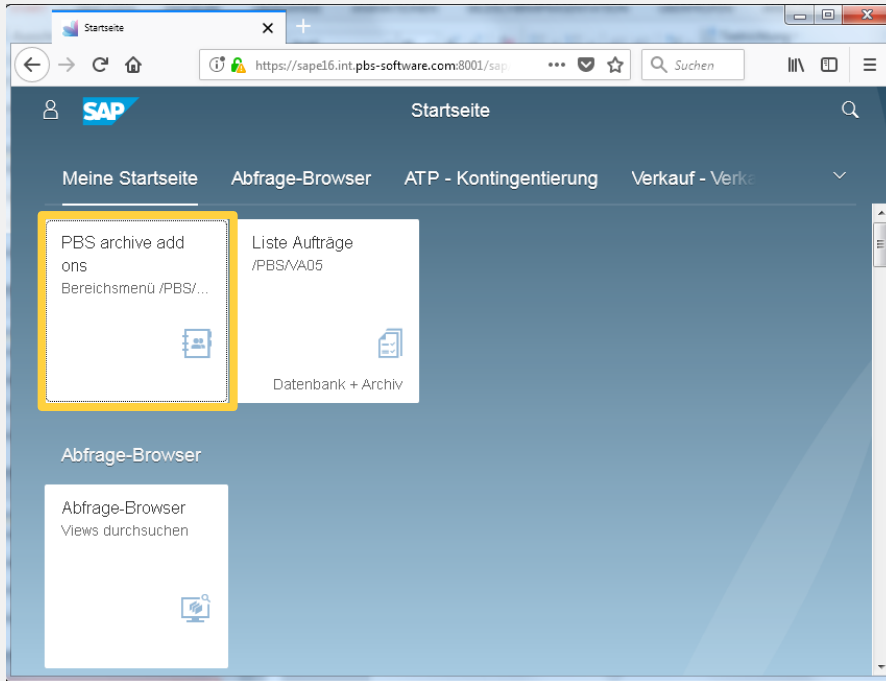 Startseite
https://sape16.int.pbs-software.com:8001/sap
Suchen
SAP
Startseite
Meine Startseite
Abfrage-Browser
ATP - Kontingentierung
Verkauf - Verka
PBS archive add
ons
Bereichsmenü /PBS/...
Liste Aufträge
/PBS/VA05
Datenbank + Archiv
Abfrage-Browser
Abfrage-Browser
Views durchsuchen